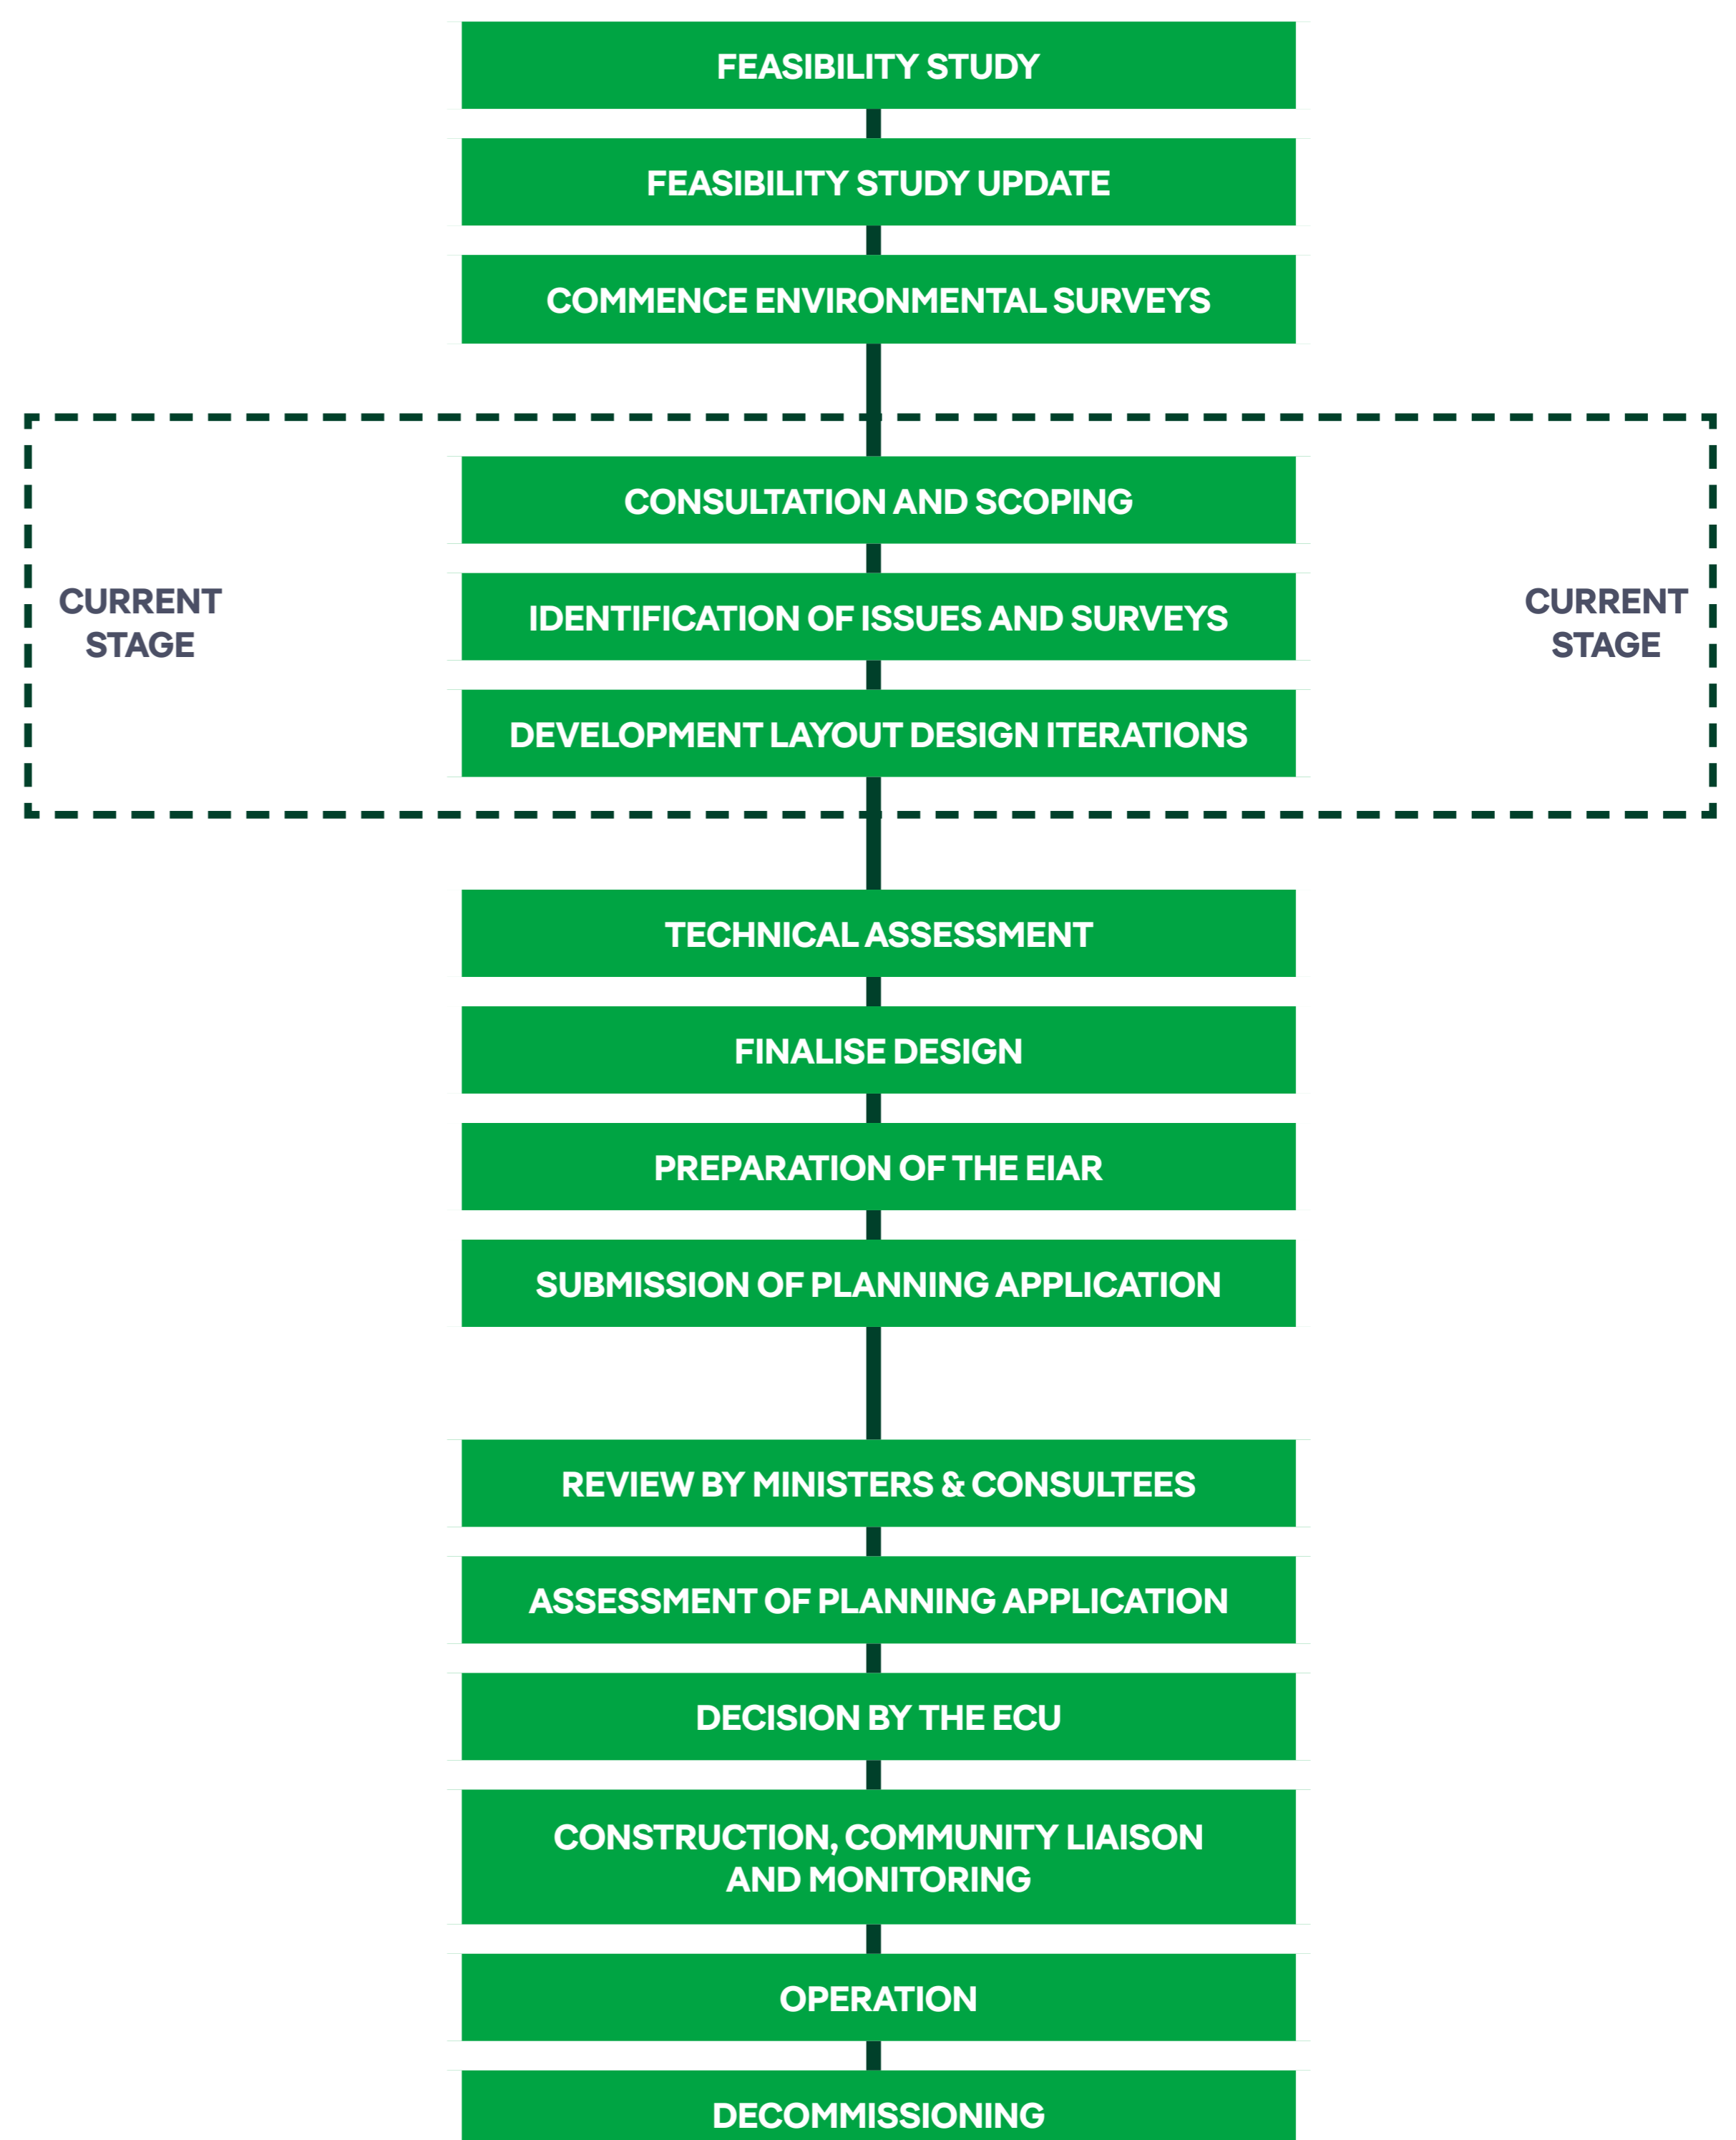 FEASIBILITY STUDY
FEASIBILITY STUDY UPDATE
COMMENCE ENVIRONMENTAL SURVEYS
CONSULTATION AND SCOPING
CURRENT
STAGE
IDENTIFICATION OF ISSUES AND SURVEYS
CURRENT
STAGE
DEVELOPMENT LAYOUT DESIGN ITERATIONS
TECHNICAL ASSESSMENT
FINALISE DESIGN
PREPARATION OF THE EIAR
SUBMISSION OF PLANNING APPLICATION
REVIEW BY MINISTERS & CONSULTEES
ASSESSMENT OF PLANNING APPLICATION
DECISION BY THE ECU
CONSTRUCTION, COMMUNITY LIAISON
AND MONITORING
OPERATION
DECOMMISSIONING